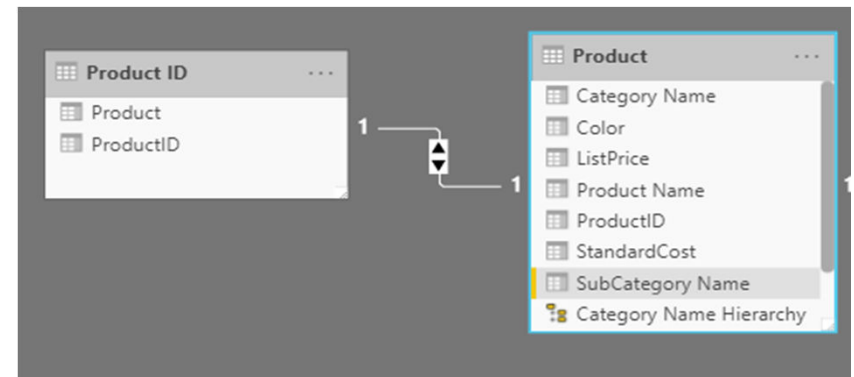 Product ID
Product
ProductID
1
1
Product
Category Name
Color
ListPrice
Product Name
ProductID
StandardCost
SubCategory Name
Category Name Hierarchy
1